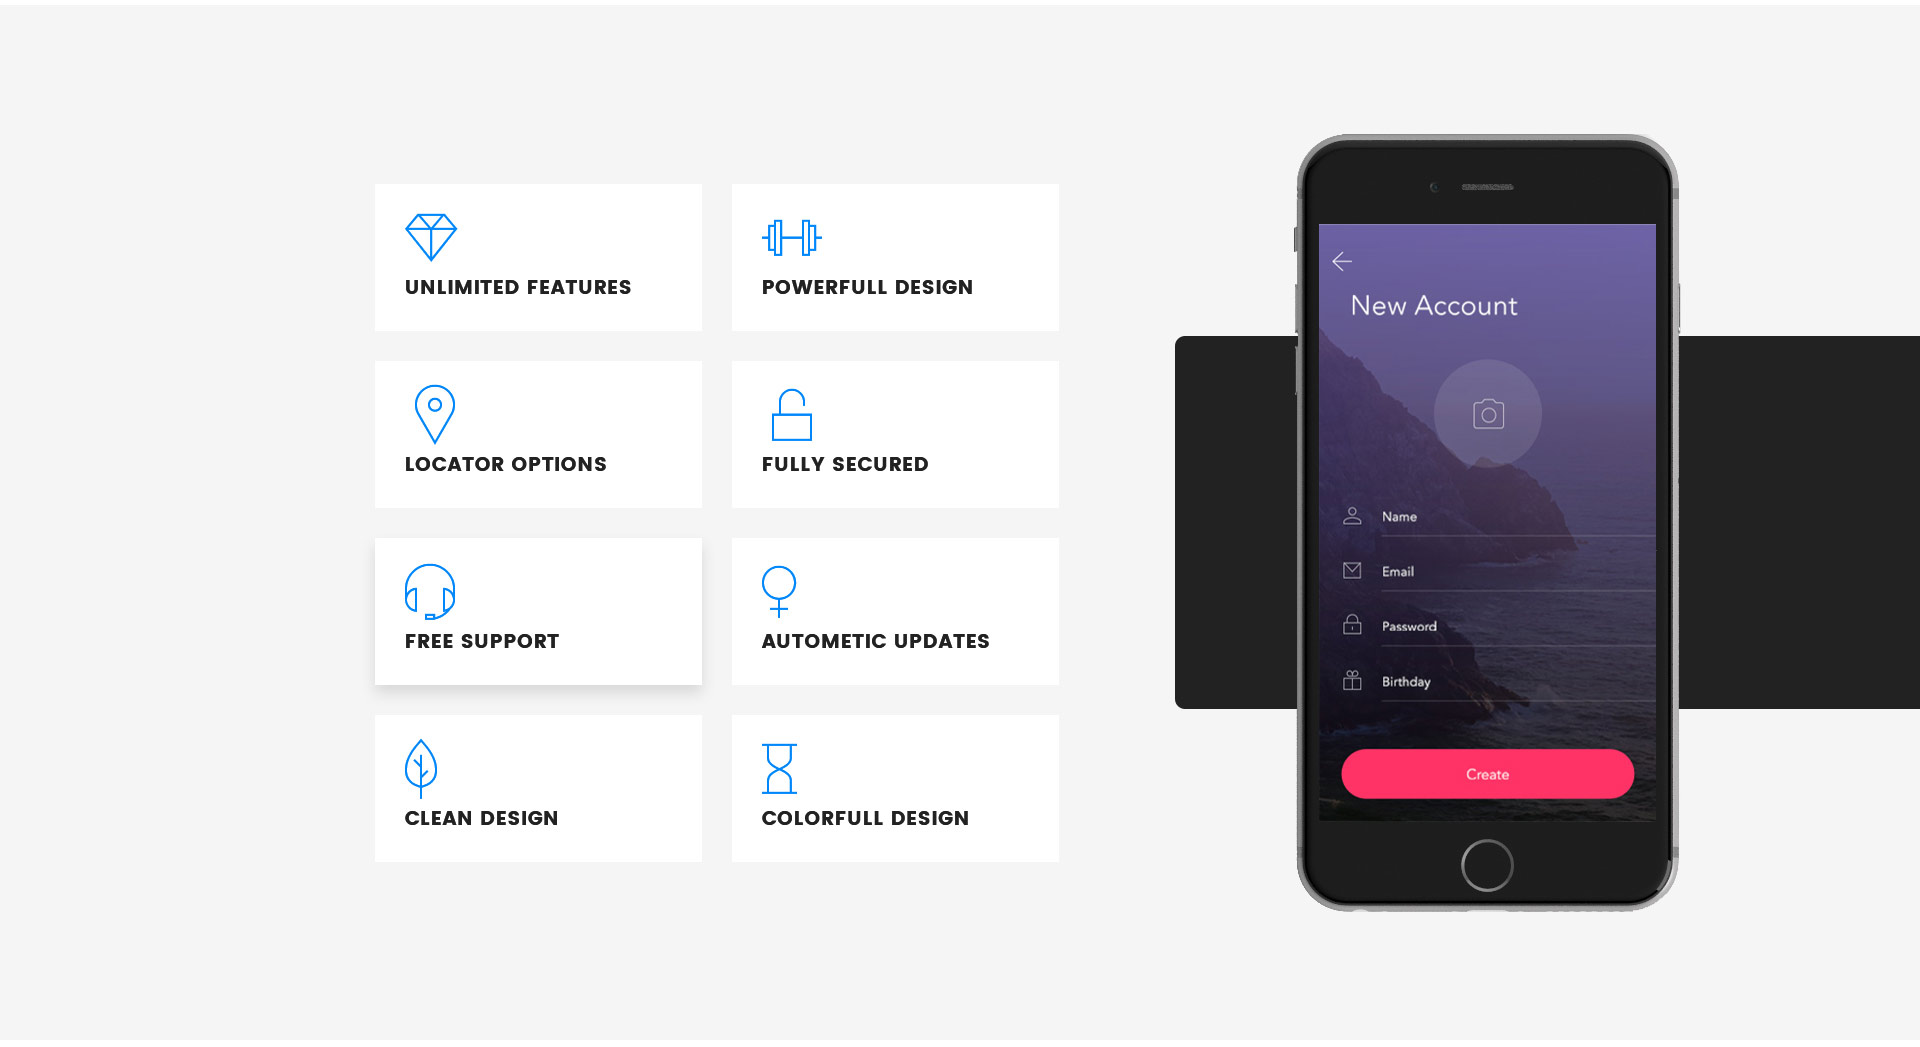 UNLIMITED FEATURES
POWERFULL DESIGN
LOCATOR OPTIONS
FULLY SECURED
FREE SUPPORT
AUTOMETIC UPDATES
CLEAN DESIGN
COLORFULL DESIGN
New Account
Name
Email
Password
Birthday
Create